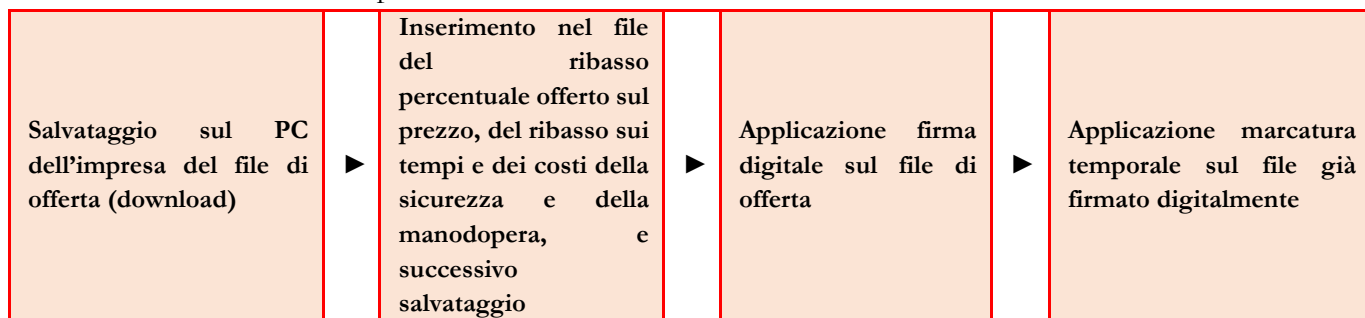 Salvataggio sul PC
dell’impresa del file di
offerta (download)
►
Inserimento nel file
del ribasso
percentuale offerto sul
prezzo, del ribasso sui
tempi e dei costi della
sicurezza e della
manodopera, e
successivo
salvataggio
►
Applicazione firma
digitale sul file di
offerta
►
Applicazione marcatura
temporale sul file già
firmato digitalmente